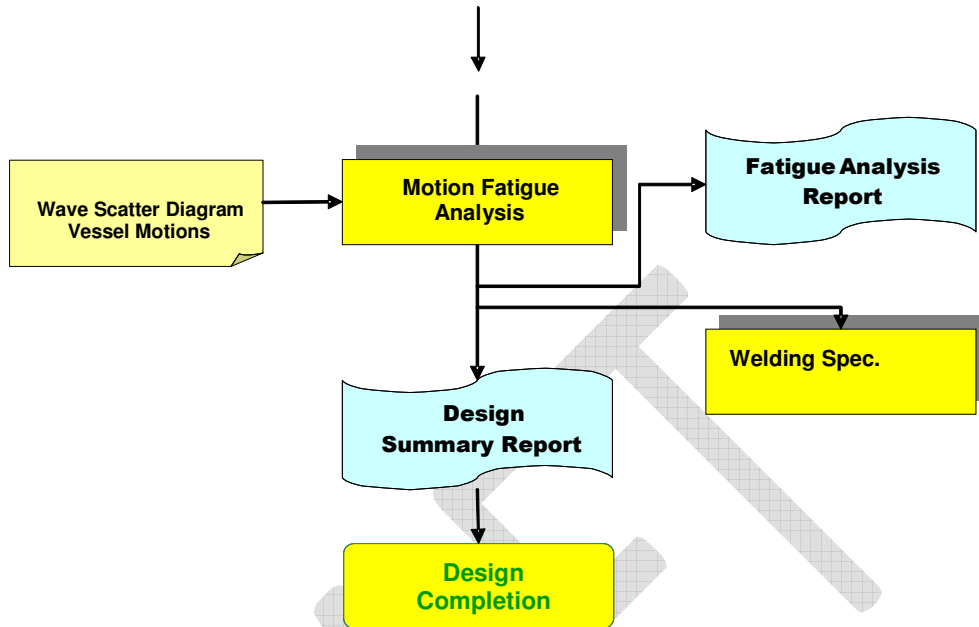 Motion Fatigue
Analysis
Fatigue Analysis
Report
Wave Scatter Diagram
Vessel Motions
Welding Spec.
Design
Summary Report
Design
Completion